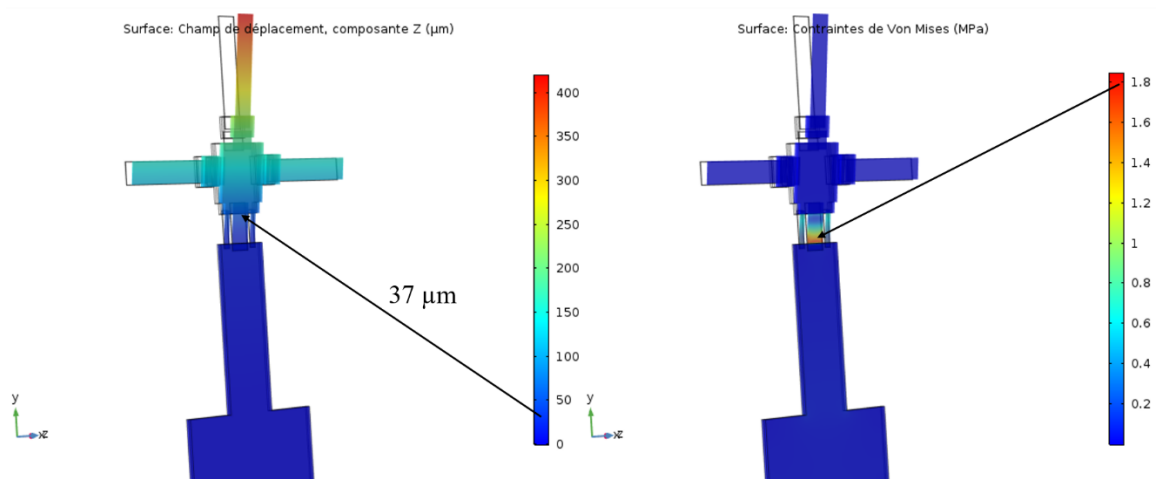 Surface: Champ de déplacement, composante Z (µm)
400
350
300
250
200
150
100
50
0
37 µm
y
xz
Surface: Contraintes de Von Mises (MPa)
1.8
1.6
1.4
1.2
1
0.8
0.6
0.4
0.2
y
xz